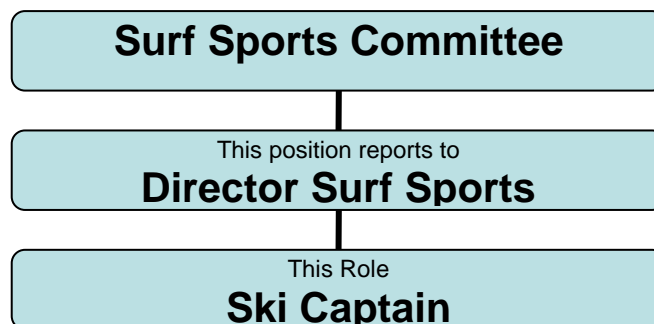 Surf Sports Committee
This position reports to
Director Surf Sports
This Role
Ski Captain